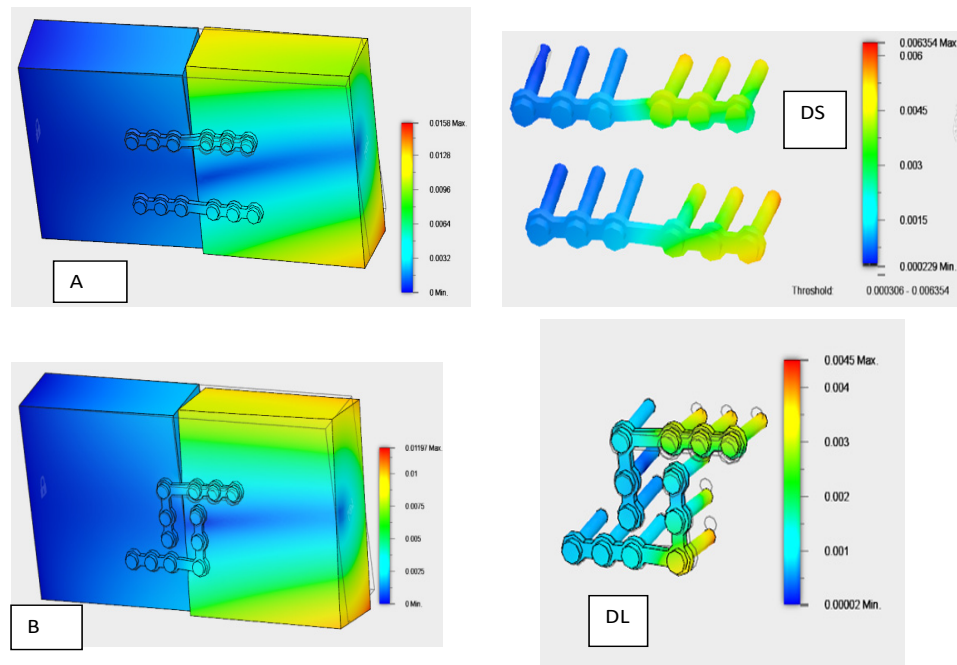 0.0158 Max.
0.0128
0.0096
0.0064
0.0032
0 Min.
A
0.006354 Max
0.006
0.0045
0.003
0.0015
0.000229 Min.
Threshold: 0.000306 - 0.006354
DS
0.01197 Max.
0.01
0.0075
0.005
0.0025
0 Min.
B
0.0045 Max.
0.004
0.003
0.002
0.001
0.00002 Min.
DL